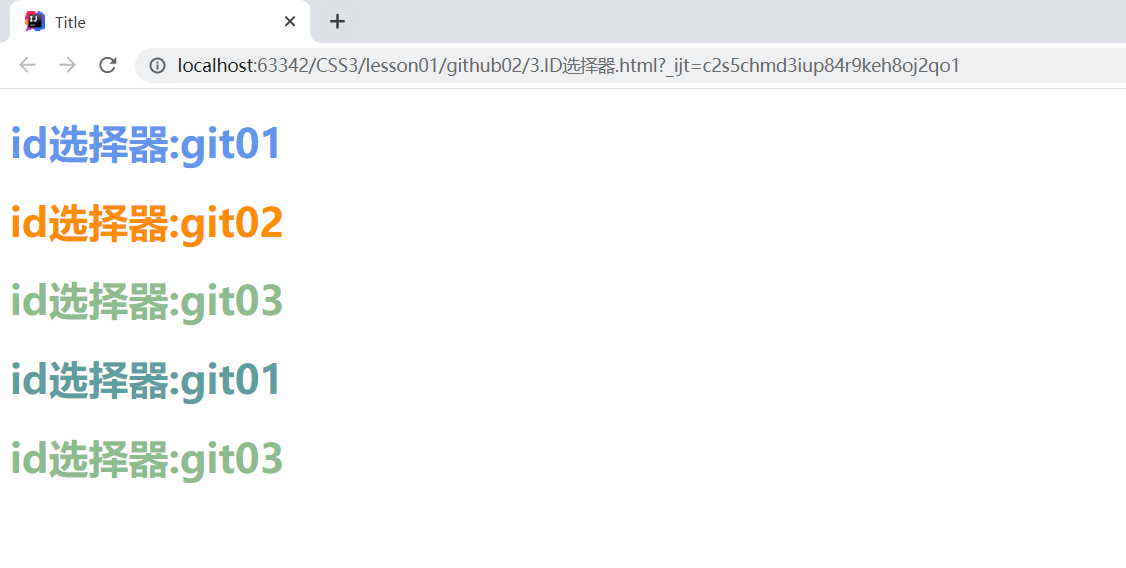 Title
localhost:63342/CSS3/lesson01/github02/3.ID选择器.html?_ijt=c2s5chmd3iup84r9keh8oj2qo1
id选择器:git01
id选择器:git02
id选择器:git03
id选择器:git01
id选择器:git03